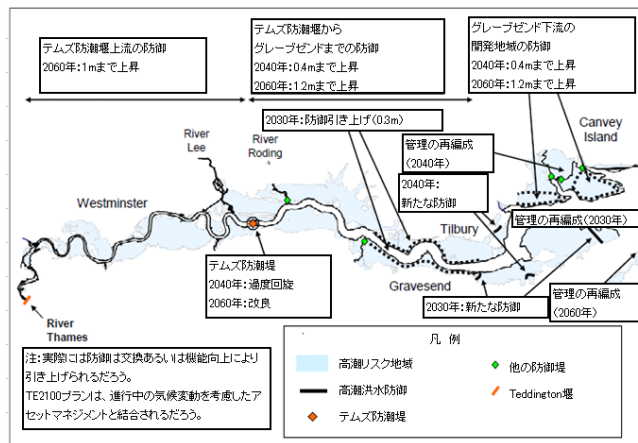 テムズ防潮堰上流の防御
2060年：1mまで上昇
テムズ防潮堰から
グレーブゼンドまでの防御
2040年：0.4mまで上昇
2060年：1.2mまで上昇
グレーブゼンド下流の
開発地域の防御
2040年：0.4mまで上昇
2060年：1.2mまで上昇
2030年：防御引き上げ（0.3m）
Canvey
Island
River
Lee
River
Roding
管理の再編成
（2040年）
2040年：
新たな防御
Westminster
Tilbury
管理の再編成（2030年）
テムズ防潮堤
2040年：過度回旋
2060年：改良
Gravesend
2030年：新たな防御
管理の再編成
（2060年）
River
Thames
注：実際には防御は交換あるいは機能向上により
引き上げられるだろう。
TE2100プランは、進行中の気候変動を考慮したア
セットマネジメントと結合されるだろう。
凡 例
高潮リスク地域
他の防御堤
高潮洪水防御
Teddington堰
テムズ防潮堤